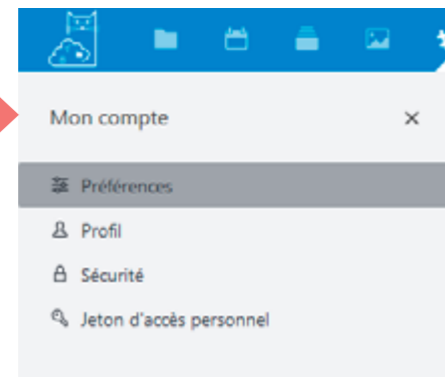 Mon compte
Préférences
Profil
Sécurité
Jeton d'accès personnel